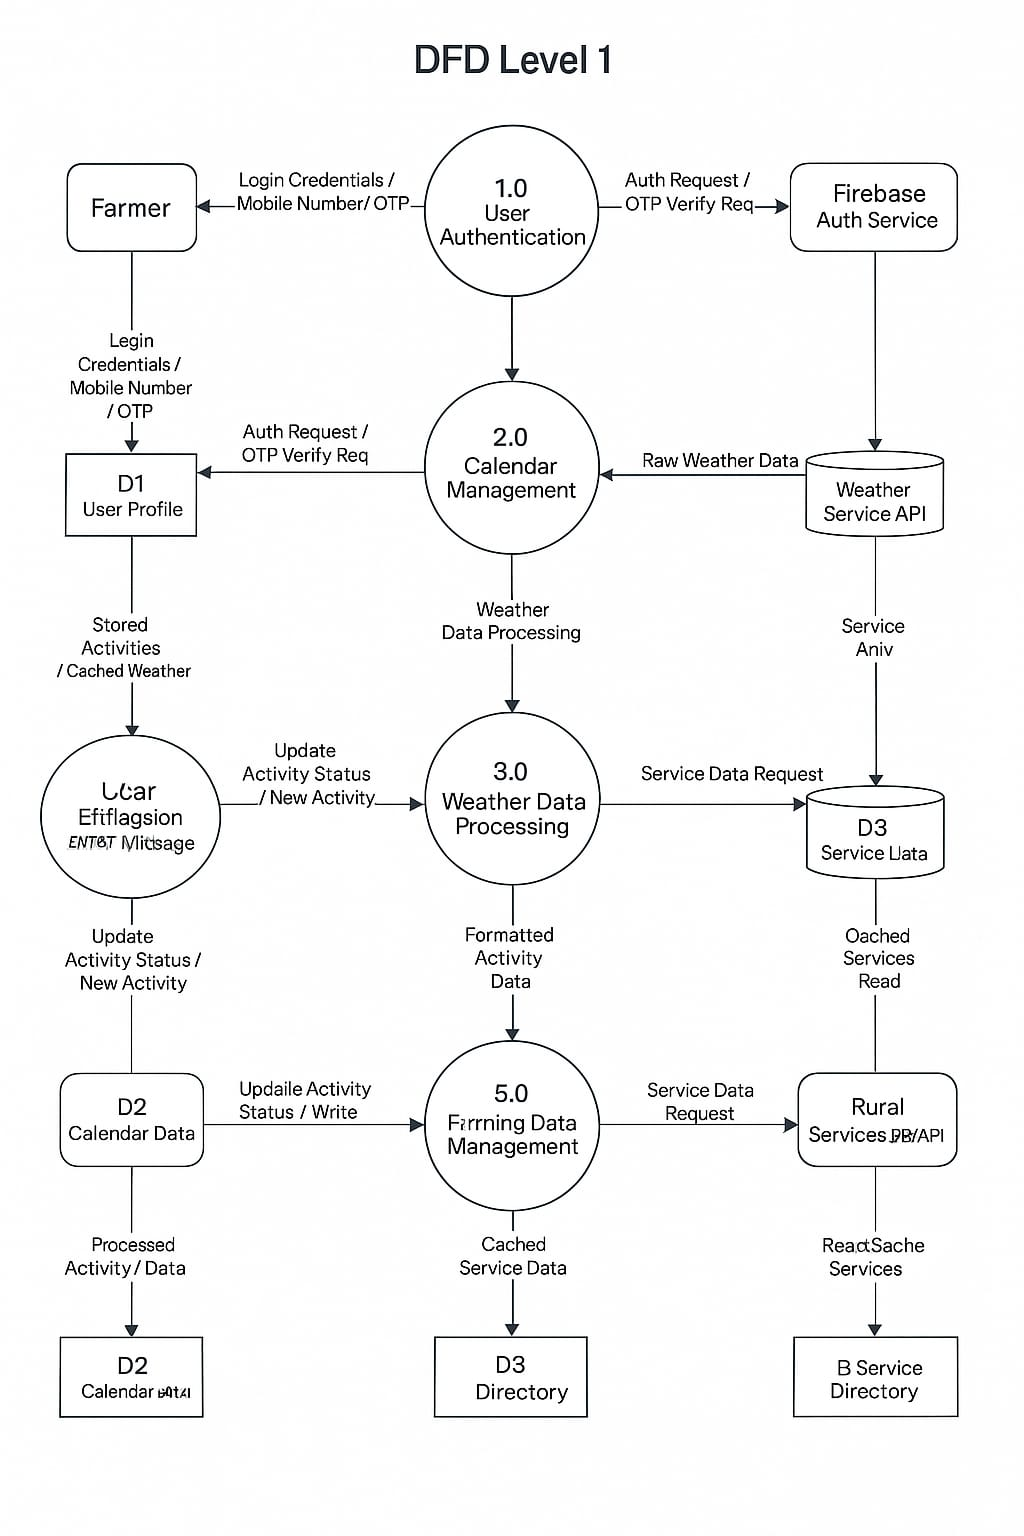 DFD Level 1
Farmer
Login Credentials /
Mobile Number/ OTP
1.0
User
Authentication
Auth Request /
OTP Verify Req
Firebase
Auth Service
Legin
Credentials /
Mobile Number
/ OTP
D1
User Profile
Auth Request /
OTP Verify Req
2.0
Calendar
Management
Raw Weather Data
Weather
Service API
Stored
Activities
/ Cached Weather
Weather
Data Processing
Service
Aniv
Update
Activity Status
/ New Activity
3.0
Weather Data
Processing
Service Data Request
D3
Service
Update
Activity Status /
New Activity
Formatted
Activity
Data
Oached
Services
Read
D2
Calendar Data
Updaile Activity
Status / Write
5.0
Data
Management
Service Data
Request
Rural
Services /API
Processed
Activity / Data
Cached
Service Data
Services
D2
Calendar
D3
Directory
B Service
Directory